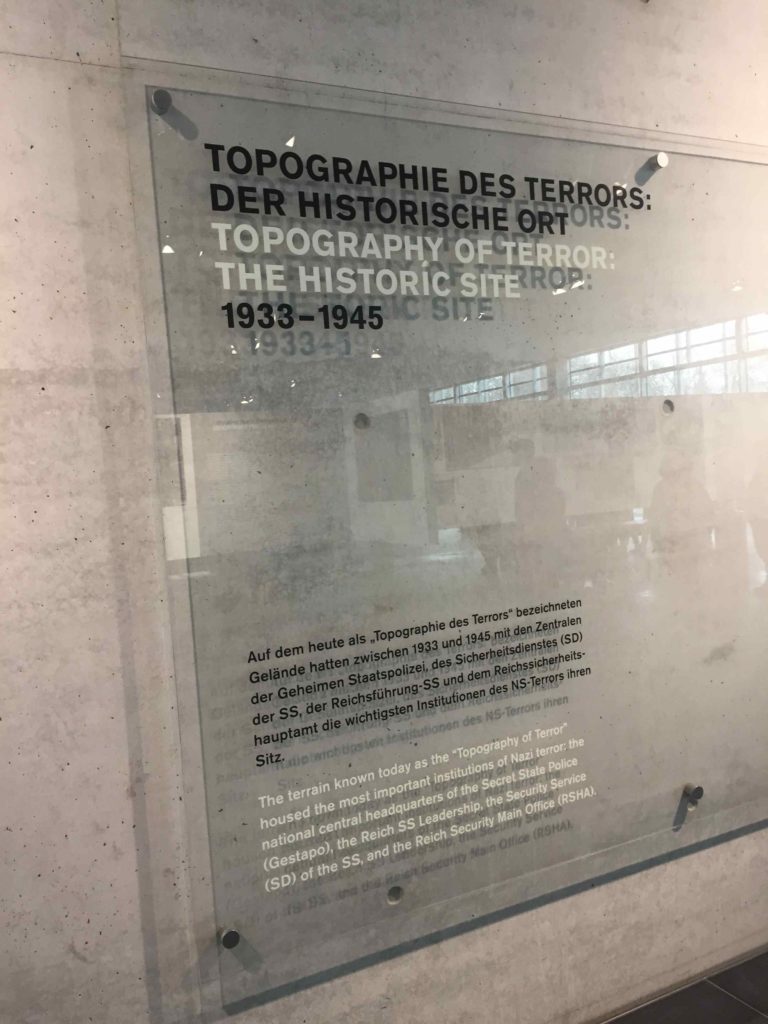 TOPOGRAPHIE DES TERRORS:
DER HISTORISCHE ORT
TOPOGRAPHY OF TERROR:
THE HISTORIC SITE
1933–1945
Auf dem heute als „Topographie des Terrors“ bezeichneten
Gelände hatten zwischen 1933 und 1945 mit den Zentralen
der Geheimen Staatspolizei, des Sicherheitsdienstes (SD)
der SS, der Reichsführung-SS und dem Reichssicherheits-
hauptamt die wichtigsten Institutionen des NS-Terrors ihren
Sitz.
The terrain known today as the “Topography of Terror”
housed the most important institutions of Nazi terror: the
national central headquarters of the Secret State Police
(Gestapo), the Reich SS Leadership, the Security Service
(SD) of the SS, and the Reich Security Main Office (RSHA).